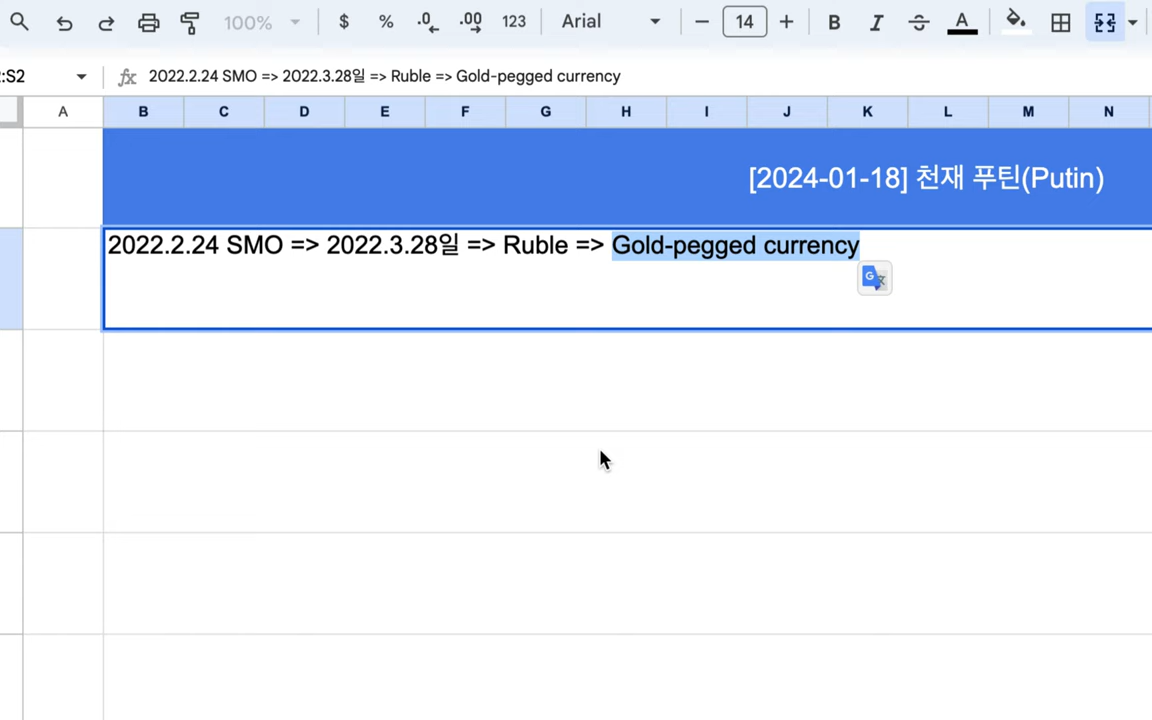 100% $ % .0 .00 123 Arial 14 B I S A
:S2 fx 2022.2.24 SMO => 2022.3.28일 => Ruble => Gold-pegged currency
A B C D E F G H I J K L M N
[2024-01-18] 천재 푸틴(Putin)
2022.2.24 SMO => 2022.3.28일 => Ruble => Gold-pegged currency